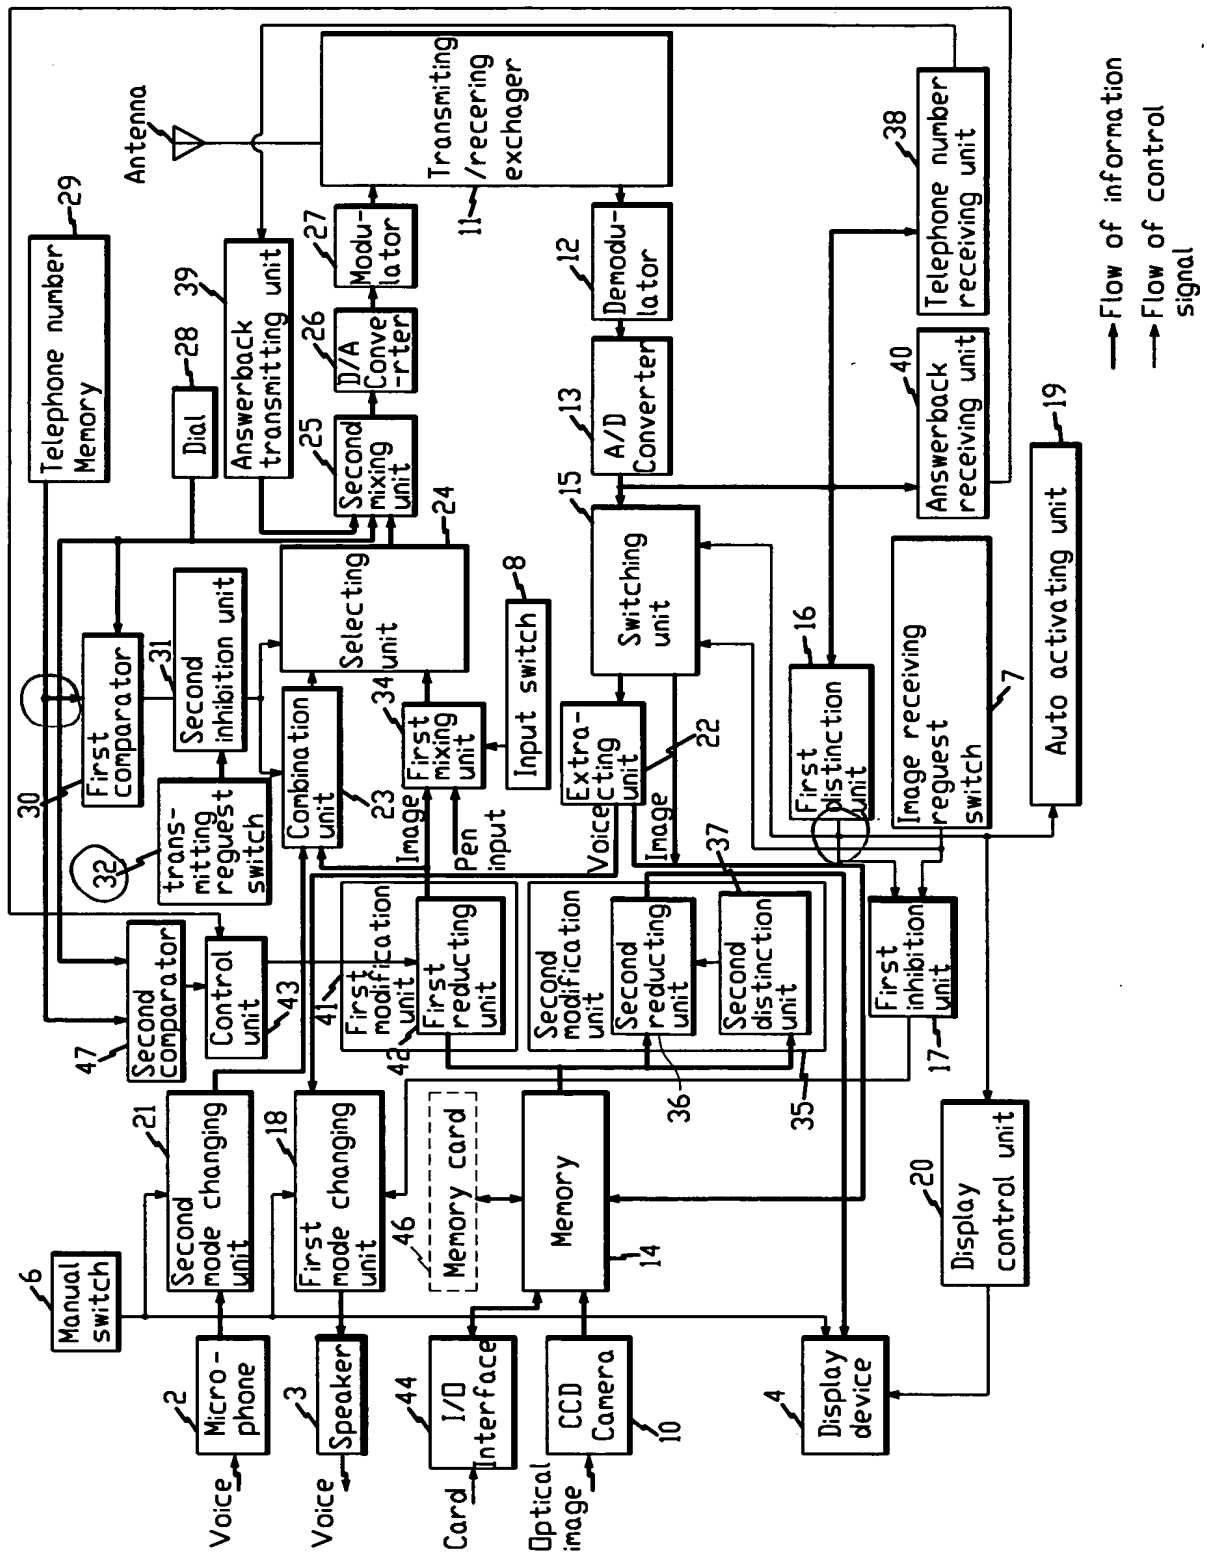 6
Manual
switch
47
Second
comparator
30
First
comparator
Telephone number
Memory
29
32
trans-
mitting
reguest
switch
31
Second
inhibition unit
Dial
28
Antenna
Voice
2
Micro-
phone
21
Second
mode changing
unit
Control
unit
43
Answerback
transmitting unit
39
Voice
3
Speaker
18
First
mode changing
unit
Combination
unit
23
Selecting
unit
24
25
Second
mixing
unit
26
D/A
Conve
-rter
27
Modu-
lator
41
First
modification
unit
42
First
reducting
unit
Image
34
First
mixing
unit
Pen
input
Input switch
8
Transmiting
/recering
exchager
11
Card
44
I/O
Interface
46
Memory card
Optical
image
10
CCD
Camera
Memory
14
Second
modification
unit
Second
reducting
unit
36
37
Second
distinction
unit
35
Voice
Image
Extra-
cting
unit
22
Switching
unit
15
13
A/D
Converter
12
Demodu-
lator
4
Display
device
16
First
distinction
unit
First
inhibition
unit
17
Image receiving
reguest
switch
7
Answerback
receiving unit
40
Telephone number
receiving unit
38
20
Display
control unit
Auto activating unit
19
Flow of information
Flow of control
signal